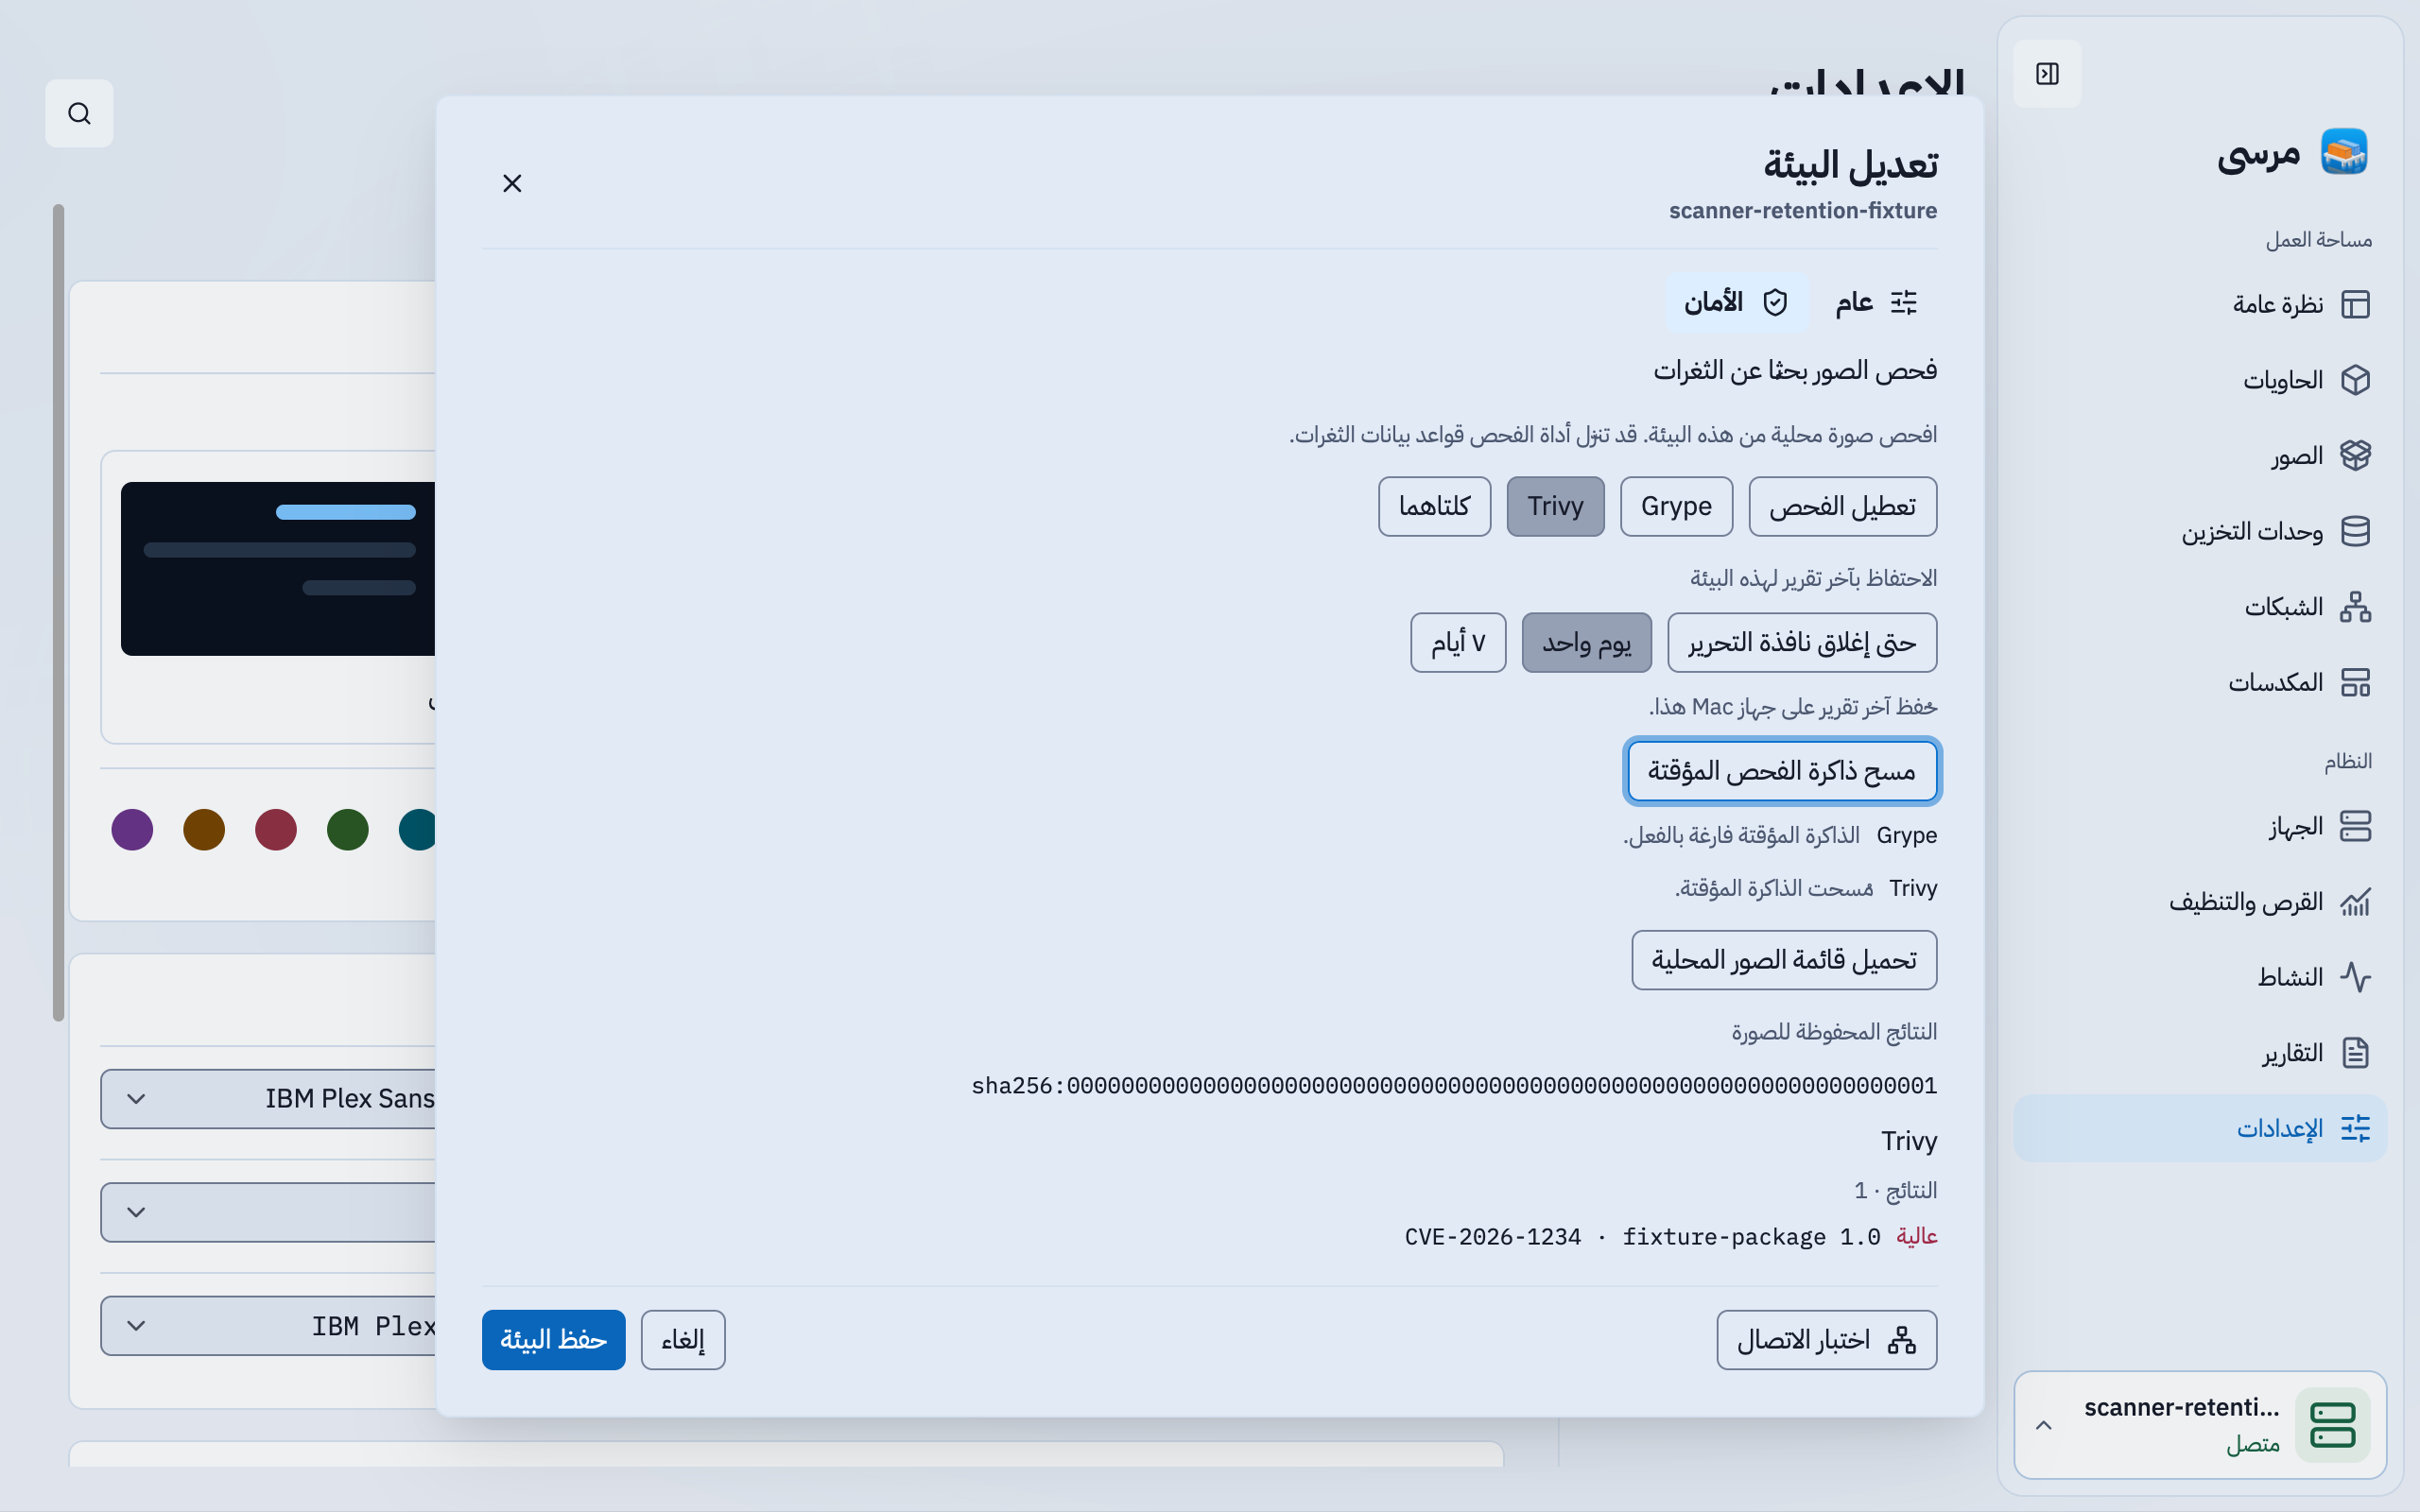 مرسى
مساحة العمل
نظرة عامة
الحاويات
الصور
وحدات التخزين
الشبكات
المكدسات
النظام
الجهاز
القرص والتنظيف
النشاط
التقارير
الإعدادات
scanner-retenti...
متصل
الإعدادات
تعديل البيئة
scanner-retention-fixture
عام
الأمان
فحص الصور بحثا عن الثغرات
افحص صورة محلية من هذه البيئة. قد تنزّل أداة الفحص قواعد بيانات الثغرات.
تعطيل الفحص
Grype
Trivy
كلتاهما
الاحتفاظ بآخر تقرير لهذه البيئة
حتى إغلاق نافذة التحرير
يوم واحد
٧ أيام
حُفظ آخر تقرير على جهاز Mac هذا.
مسح ذاكرة الفحص المؤقتة
Grype الذاكرة المؤقتة فارغة بالفعل.
Trivy مُسحت الذاكرة المؤقتة.
تحميل قائمة الصور المحلية
النتائج المحفوظة للصورة
sha256:0000000000000000000000000000000000000000000000000000000000000001
Trivy
النتائج · 1
عالية CVE-2026-1234 · fixture-package 1.0
اختبار الاتصال
إلغاء
حفظ البيئة
IBM Plex Sans
IBM Plex